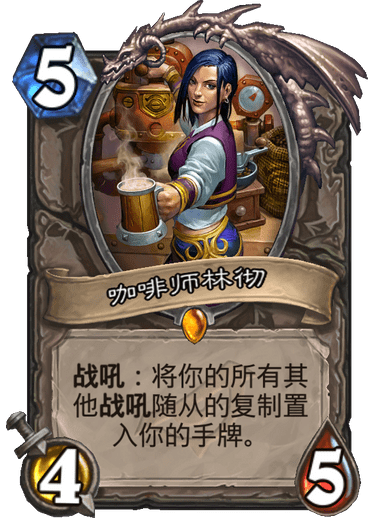 5
咖啡师林彻
战吼：将你的所有其
他战吼随从的复制置
入你的手牌。
4
5